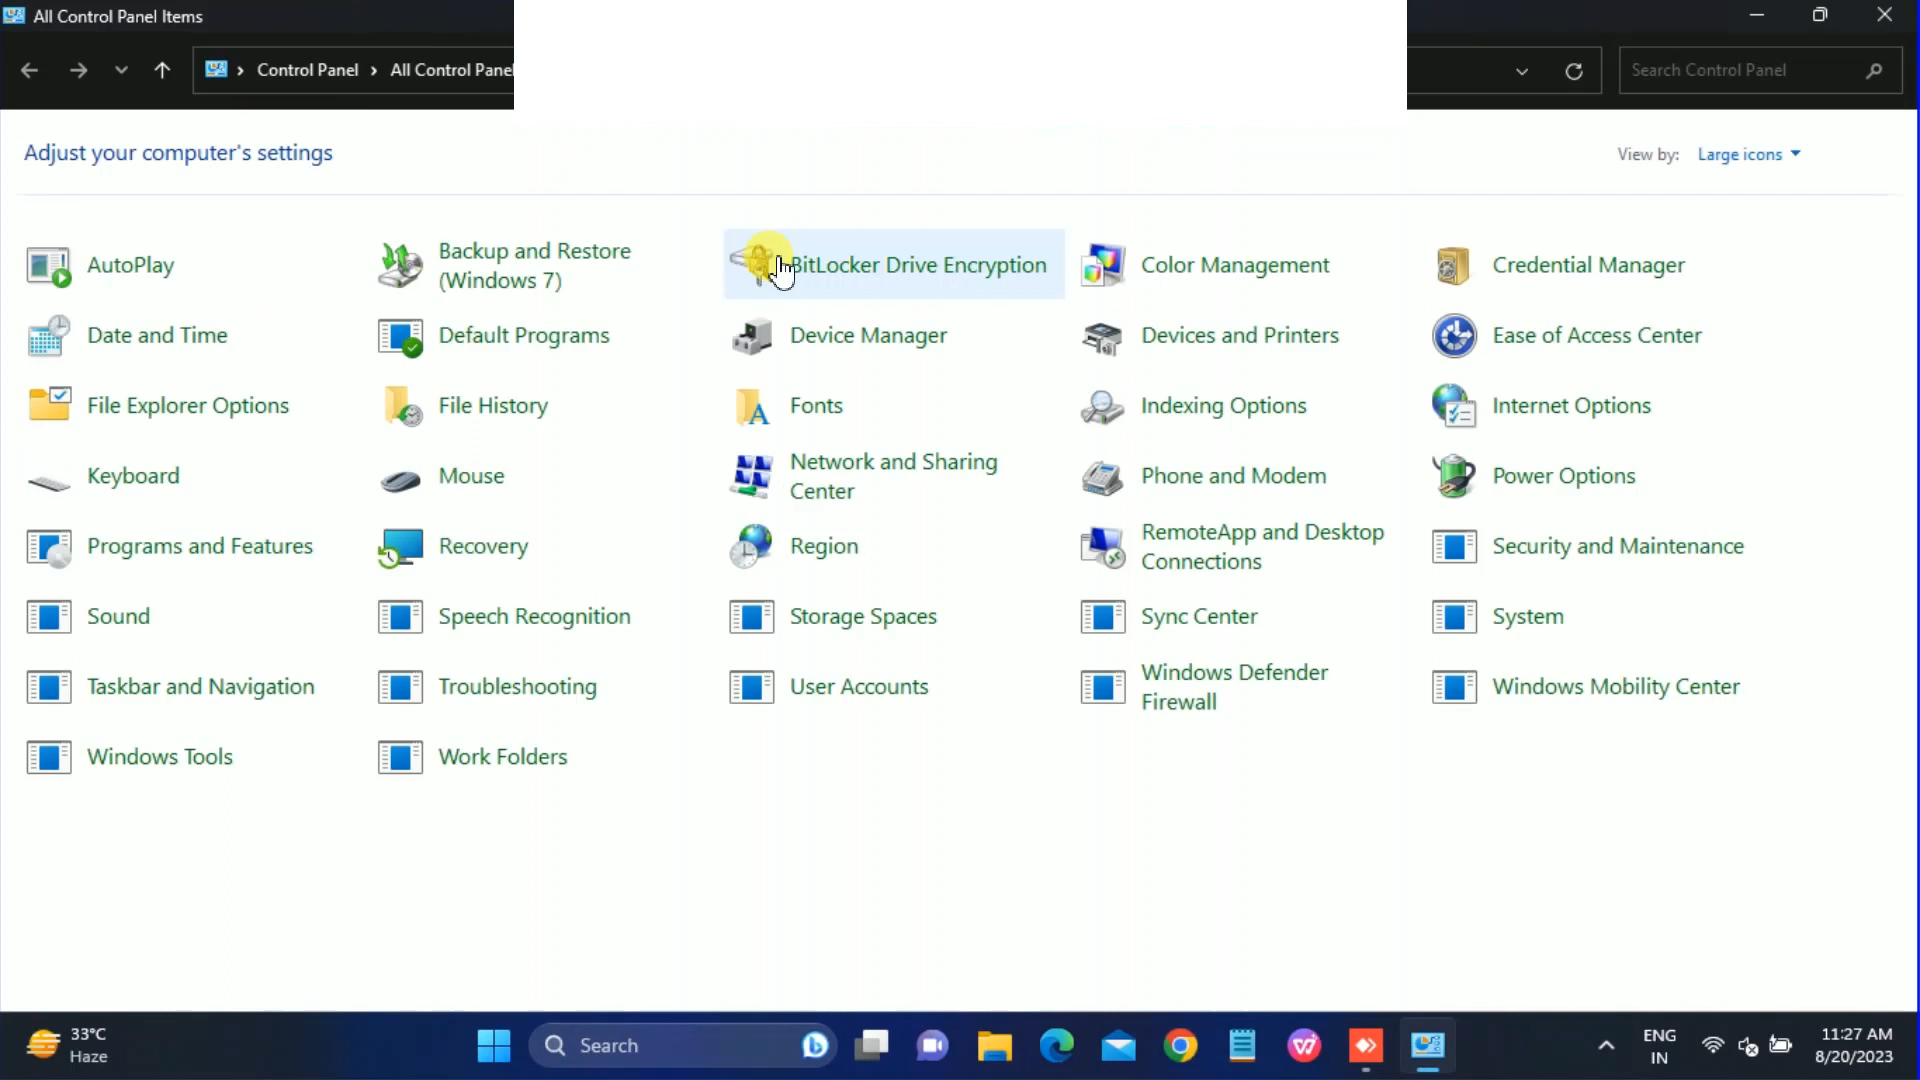 All Control Panel Items
Control Panel
All Control Panel
Search Control Panel
Adjust your computer's settings
View by: Large icons
AutoPlay
Backup and Restore
(Windows 7)
BitLocker Drive Encryption
Color Management
Credential Manager
Date and Time
Default Programs
Device Manager
Devices and Printers
Ease of Access Center
File Explorer Options
File History
Fonts
Indexing Options
Internet Options
Keyboard
Mouse
Network and Sharing
Center
Phone and Modem
Power Options
Programs and Features
Recovery
Region
RemoteApp and Desktop
Connections
Security and Maintenance
Sound
Speech Recognition
Storage Spaces
Sync Center
System
Taskbar and Navigation
Troubleshooting
User Accounts
Windows Defender
Firewall
Windows Mobility Center
Windows Tools
Work Folders
33°C
Haze
Search
ENG
IN
11:27 AM
8/20/2023